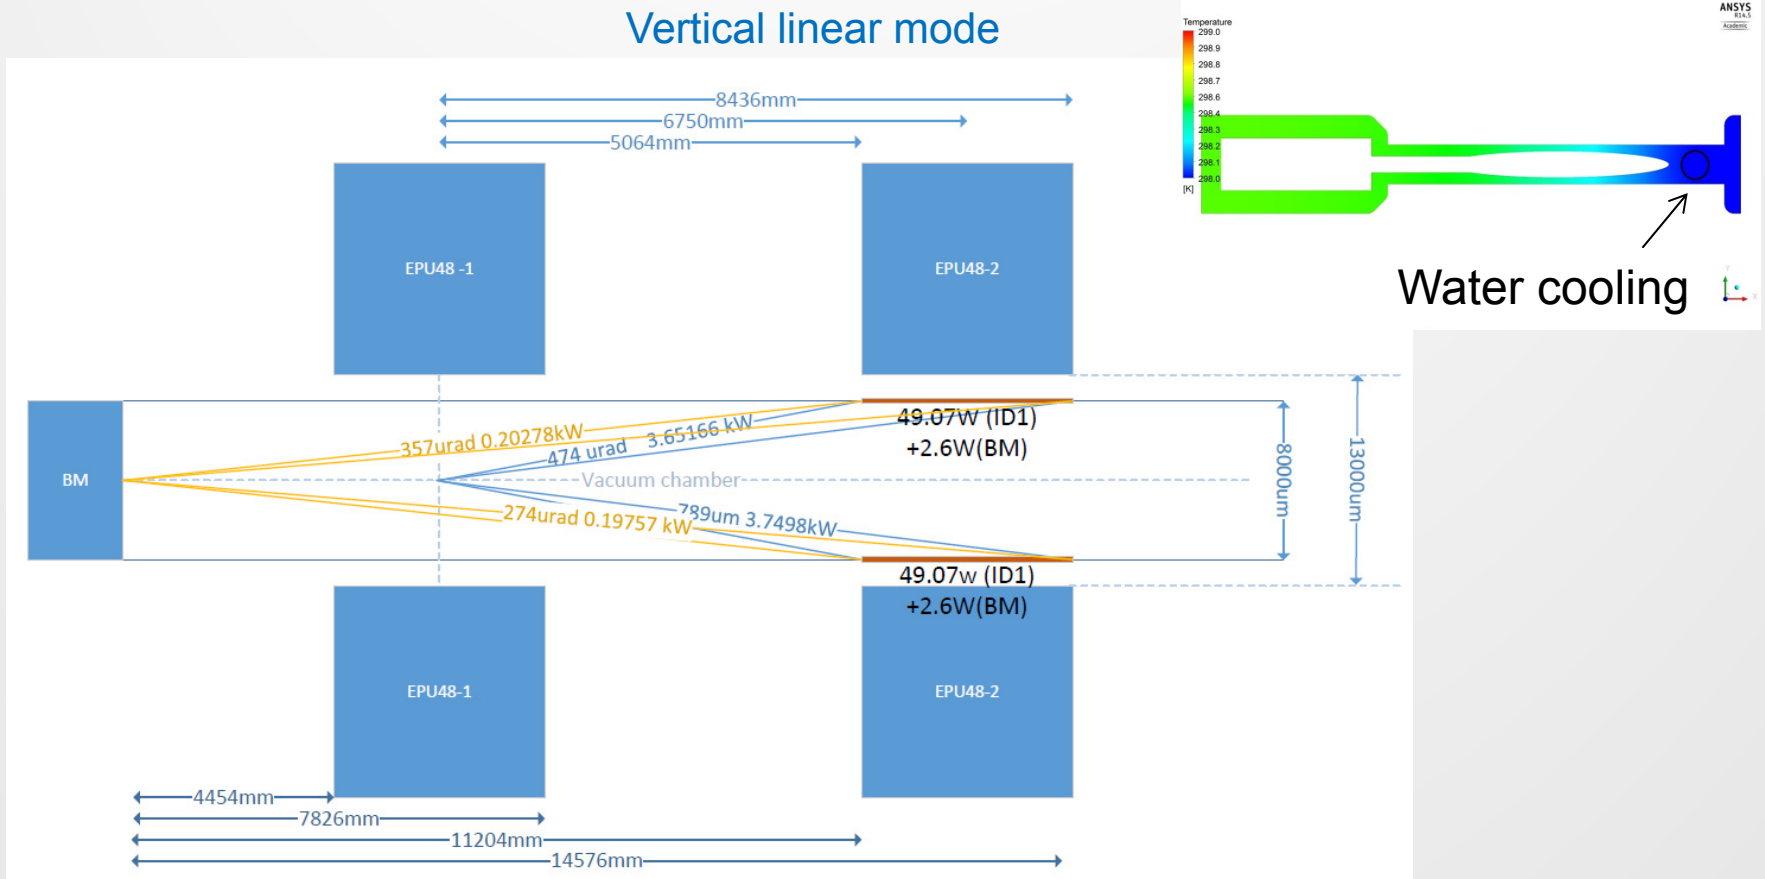 Vertical linear mode
ANSYS
R14.5
Academic
Temperature
299.0
298.9
298.8
298.7
298.6
298.4
298.3
298.2
298.1
298.0
[K]
Water cooling
8436mm
6750mm
5064mm
EPU48 -1
EPU48-2
BM
357urad 0.20278kW
474 urad 3.65166 kW
49.07W (ID1)
+2.6W(BM)
Vacuum chamber
274urad 0.19757 kW
789um 3.7498kW
49.07w (ID1)
+2.6W(BM)
8000um
13000um
EPU48-1
EPU48-2
4454mm
7826mm
11204mm
14576mm